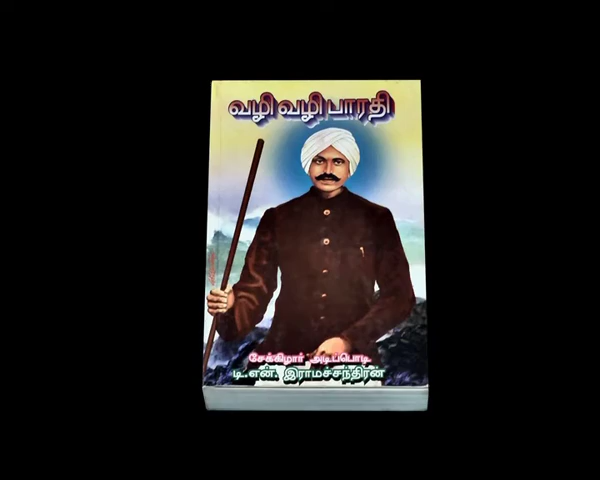 வழி வழி பாரதி
சேக்கிழார் அடிப்பொடி
டி.என். இராமச்சந்திரன்